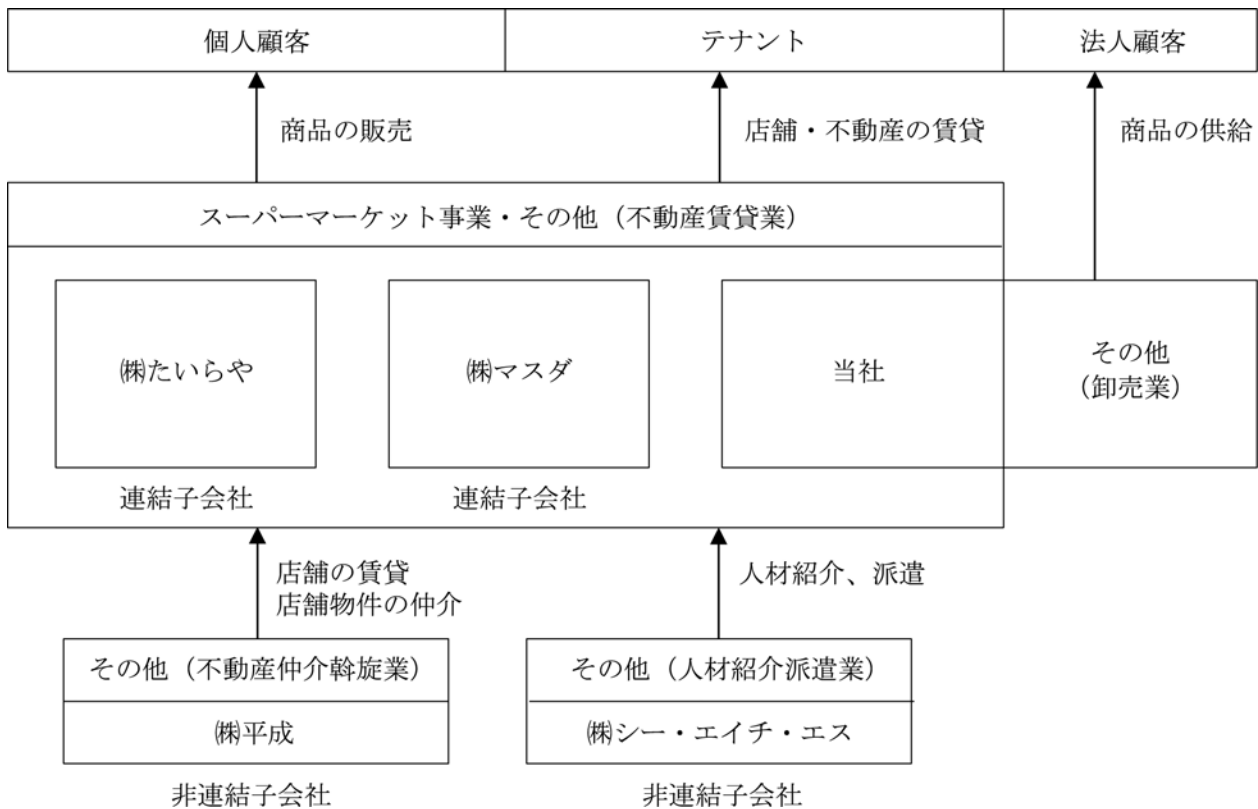 個人顧客
テナント
法人顧客
商品の販売
店舗・不動産の賃貸
商品の供給
スーパーマーケット事業・その他（不動産賃貸業）
㈱たいらや
㈱マスダ
当社
その他
（卸売業）
連結子会社
連結子会社
店舗の賃貸
店舗物件の仲介
人材紹介、派遣
その他（不動産仲介斡旋業）
その他（人材紹介派遣業）
㈱平成
㈱シー・エイチ・エス
非連結子会社
非連結子会社